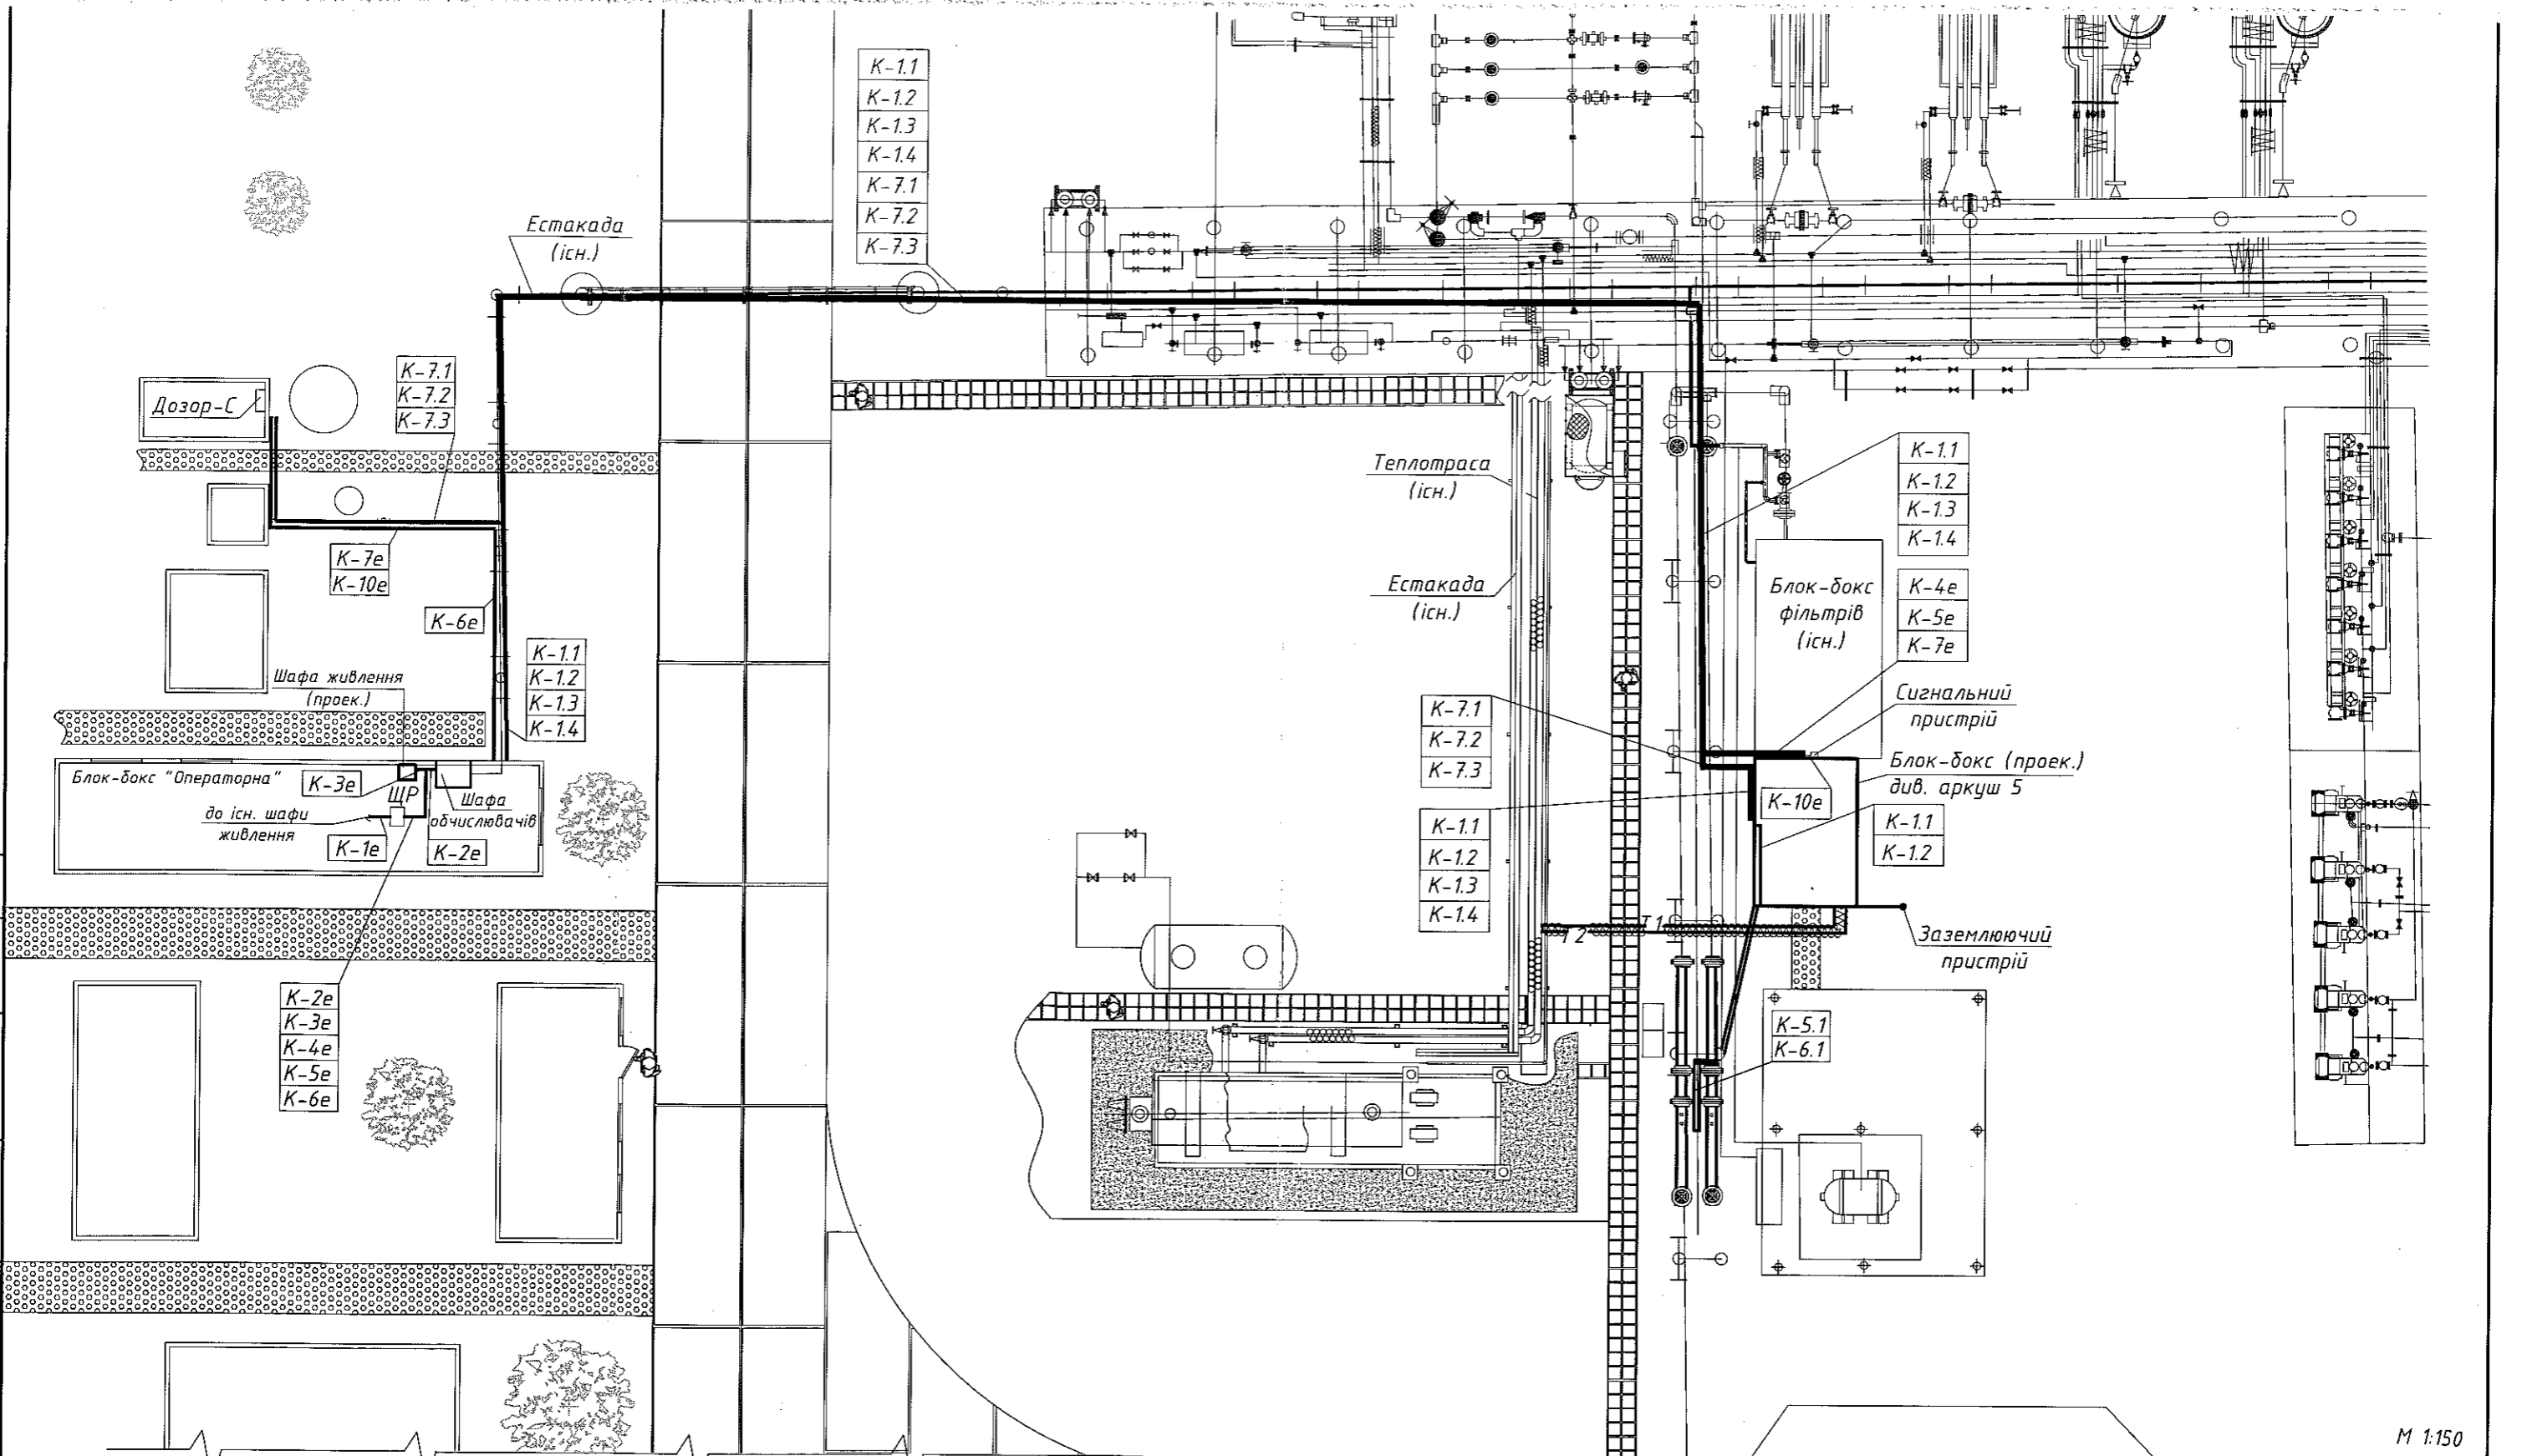 К-1.1
К-1.2
К-1.3
К-1.4
К-7.1
К-7.2
К-7.3
Естакада
(існ.)
Дозор-С
К-7.1
К-7.2
К-7.3
К-7е
К-10е
К-6е
К-1.1
К-1.2
К-1.3
К-1.4
Шафа живлення
(проек.)
Блок-бокс "Операторна"
К-3е
ЩР
Шафа
обчислювачів
до існ. шафи
живлення
К-1е
К-2е
К-2е
К-3е
К-4е
К-5е
К-6е
Теплотраса
(існ.)
Естакада
(існ.)
К-1.1
К-1.2
К-1.3
К-1.4
Блок-бокс
фільтрів
(існ.)
К-4е
К-5е
К-7е
Сигнальний
пристрій
К-7.1
К-7.2
К-7.3
Блок-бокс (проек.)
див. аркуш 5
К-10е
К-1.1
К-1.2
К-1.1
К-1.2
К-1.3
К-1.4
Т1
Т2
Заземлюючий
пристрій
К-5.1
К-6.1
М 1:150